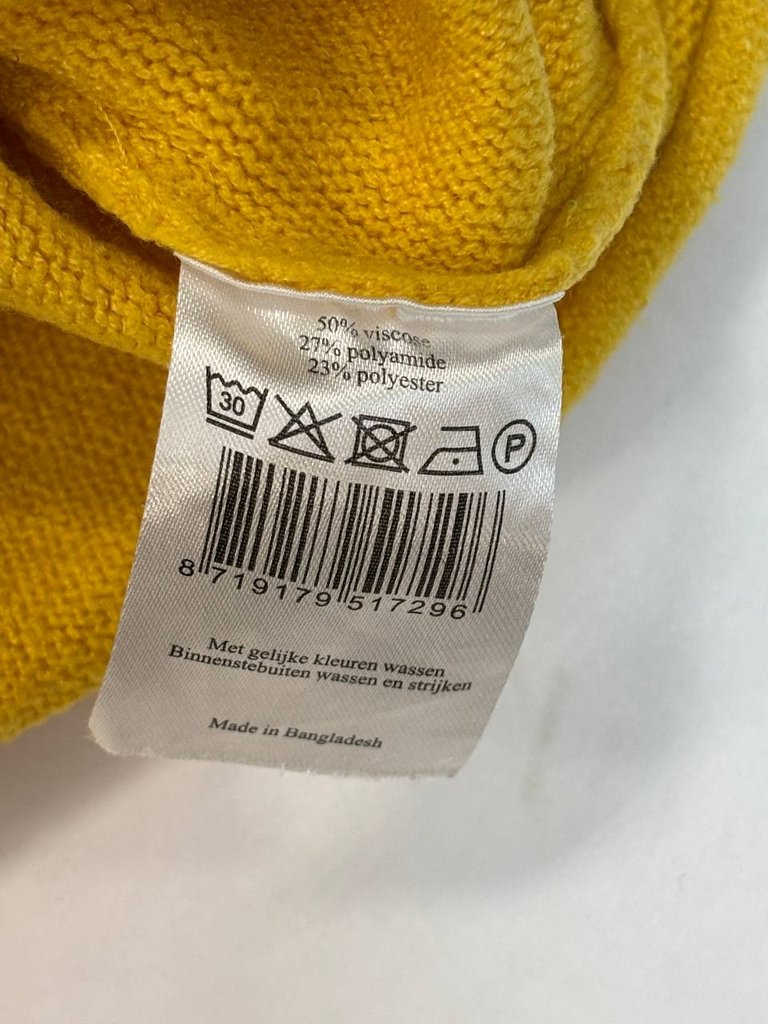 50% viscose
27% polyamide
23% polyester
30
P
8 719179 517296
Met gelijke kleuren wassen
Binnenstebuiten wassen en strijken
Made in Bangladesh